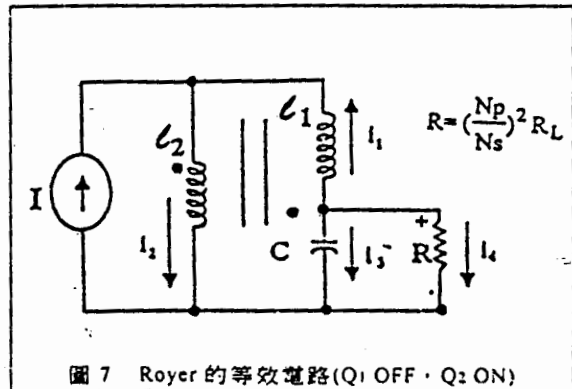 ℓ1
R=(Np/Ns)² RL
I1
ℓ2
I
I2
C
I3
R
+
I4
圖 7 Royer 的等效電路(Q1 OFF，Q2 ON)